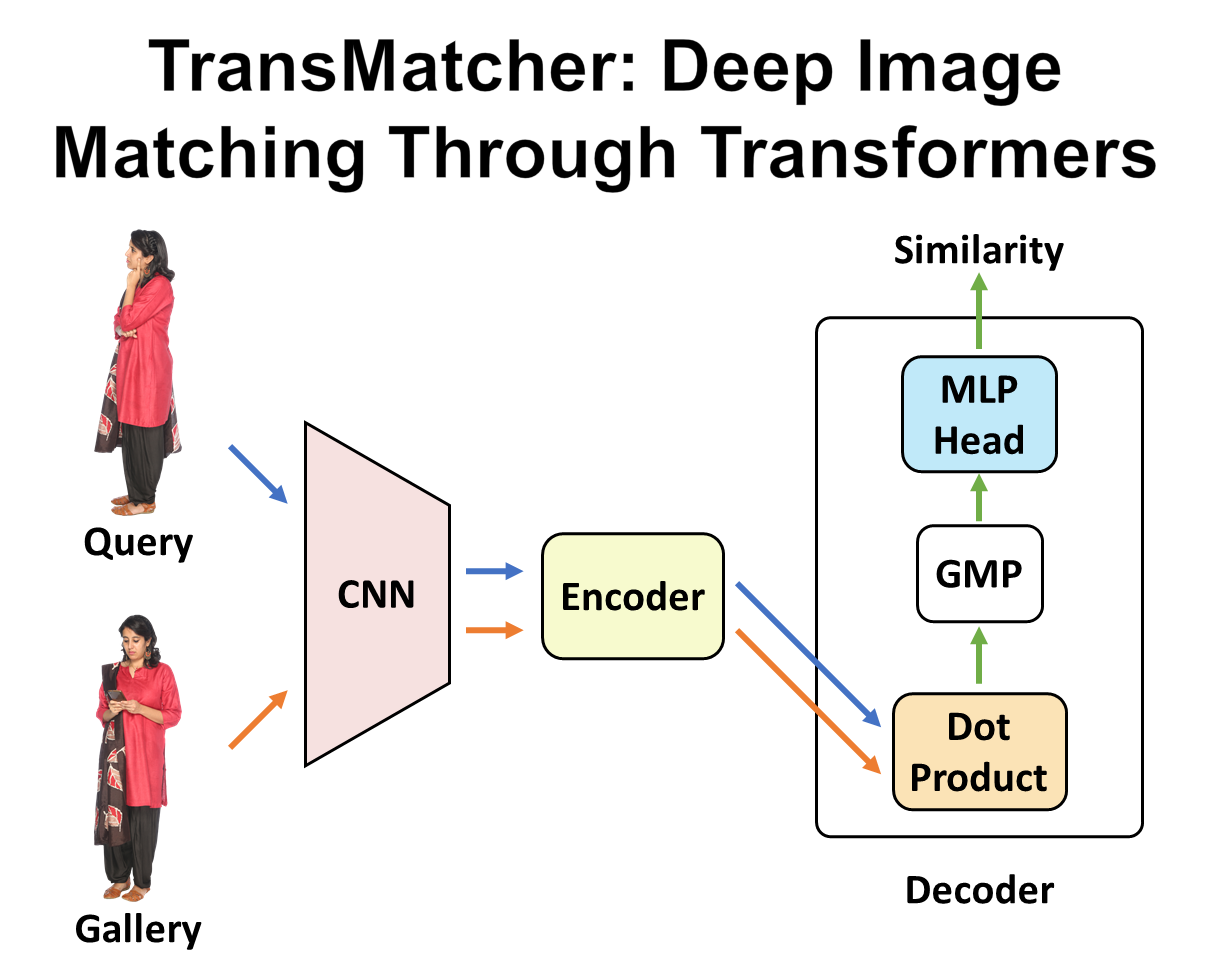 TransMatcher: Deep Image
Matching Through Transformers
Similarity
MLP
Head
Query
GMP
CNN
Encoder
Dot
Product
Decoder
Gallery